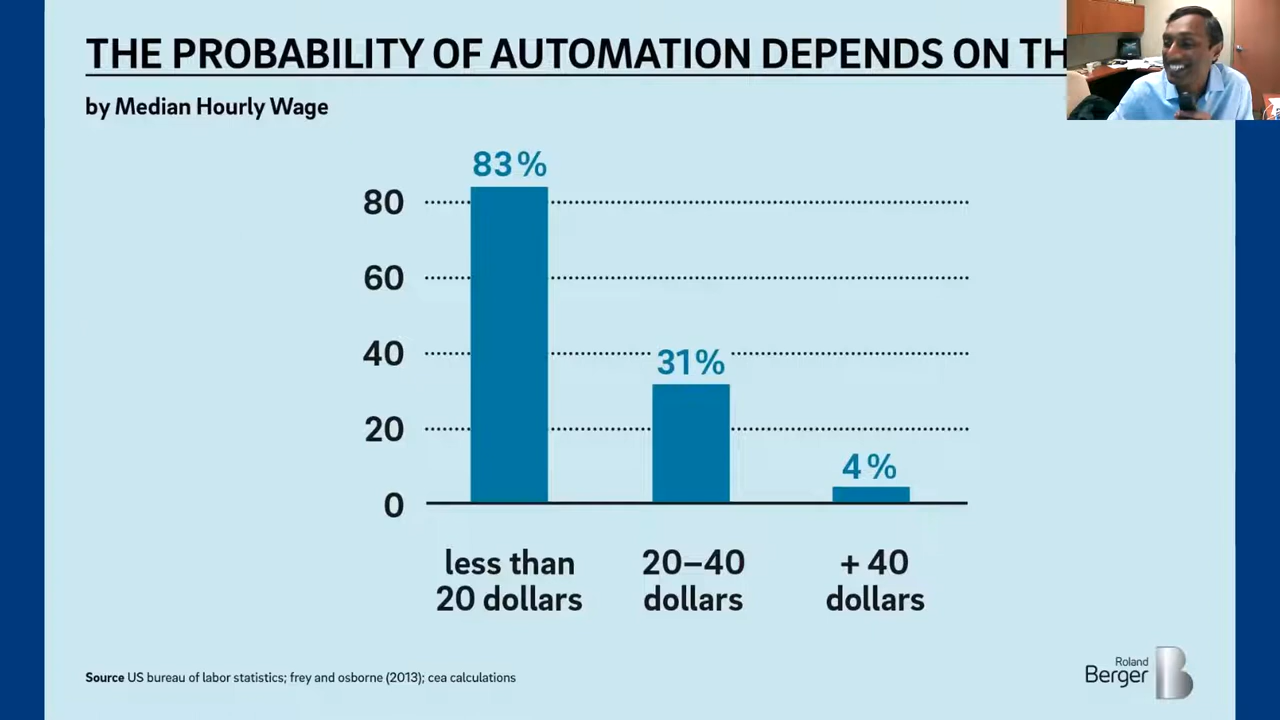 THE PROBABILITY OF AUTOMATION DEPENDS ON TH
by Median Hourly Wage
83%
80
60
40
31%
20
4%
0
less than
20 dollars
20–40
dollars
+ 40
dollars
Source US bureau of labor statistics; frey and osborne (2013); cea calculations
Roland
Berger
B